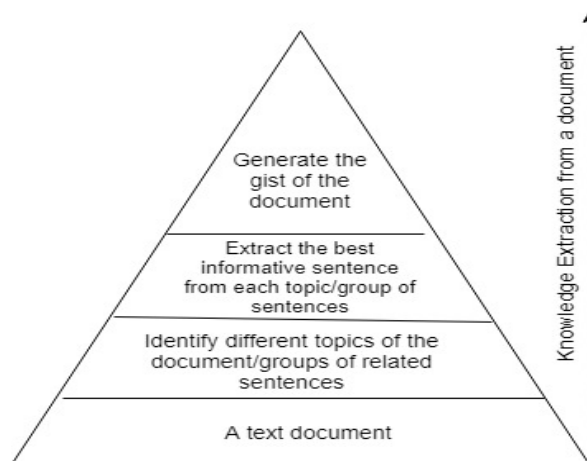 Generate the
gist of the
document
Extract the best
informative sentence
from each topic/group of
sentences
Identify different topics of the
document/groups of related
sentences
A text document
Knowledge Extraction from a document